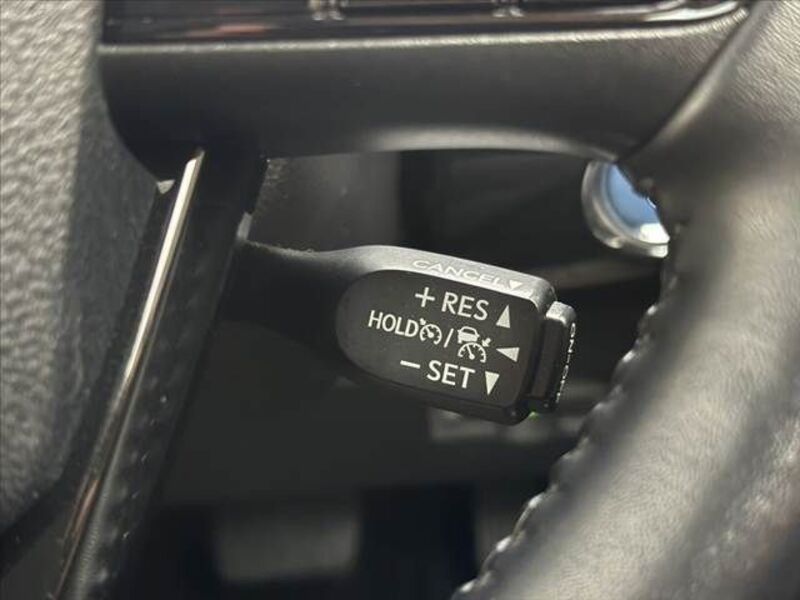 CANCEL▼
+ RES ▲
HOLD / ◀
− SET ▼